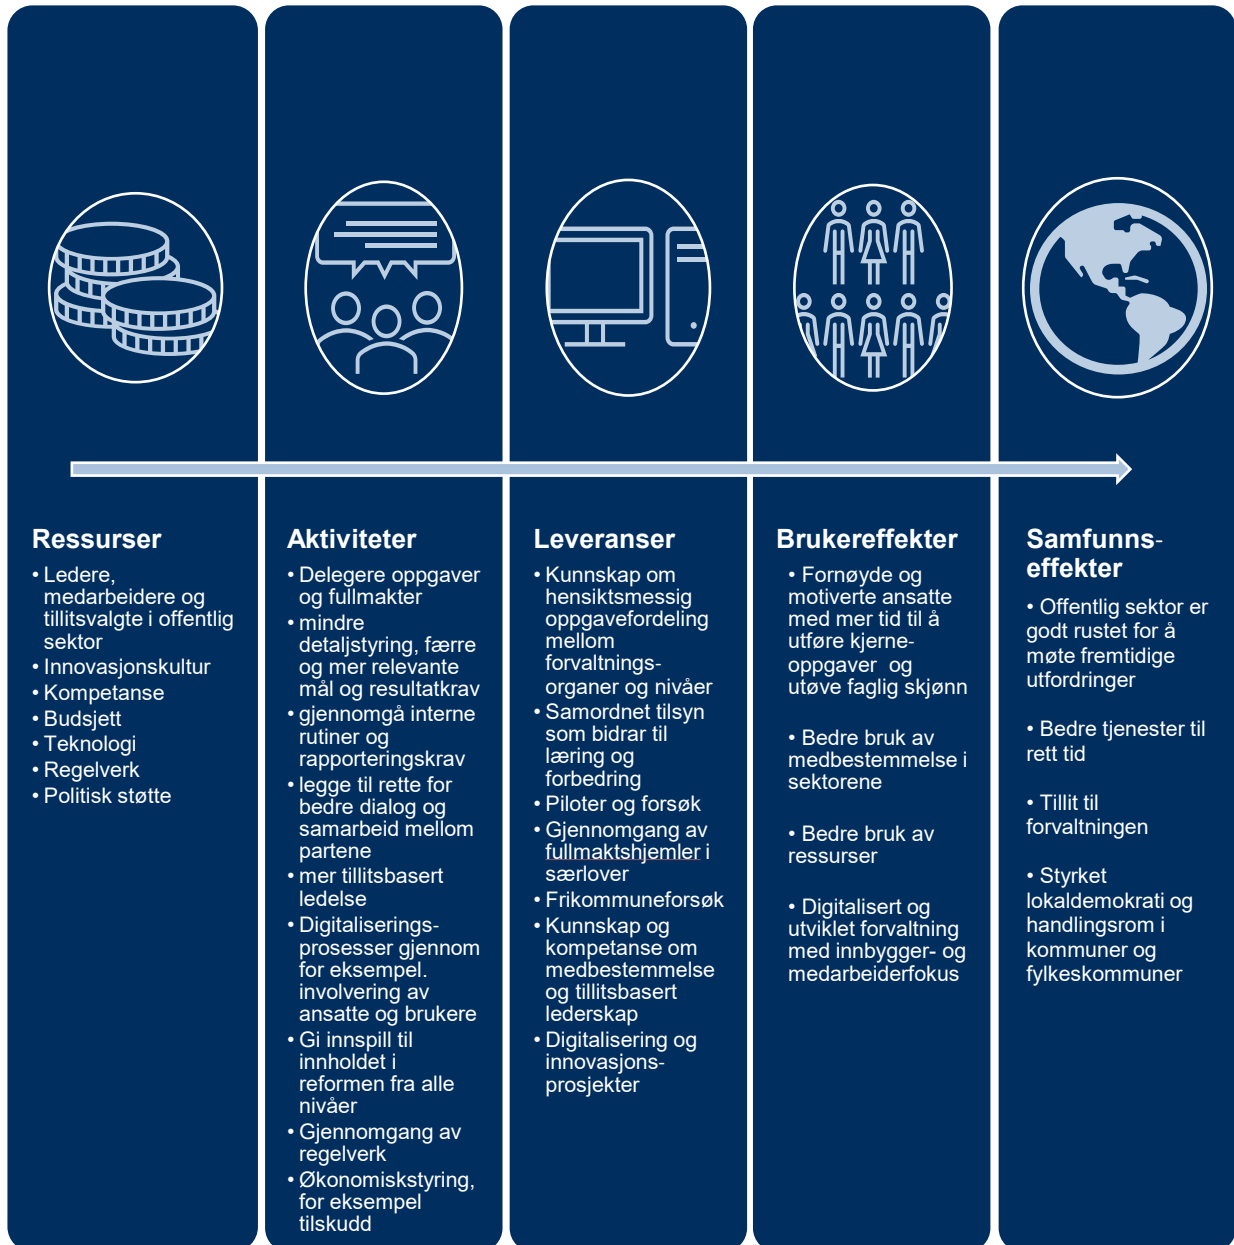 Ressurser
• Ledere,
medarbeidere og
tillitsvalgte i offentlig
sektor
• Innovasjonskultur
• Kompetanse
• Budsjett
• Teknologi
• Regelverk
• Politisk støtte
Aktiviteter
• Delegere oppgaver
og fullmakter
• mindre
detaljstyring, færre
og mer relevante
mål og resultatkrav
• gjennomgå interne
rutiner og
rapporteringskrav
• legge til rette for
bedre dialog og
samarbeid mellom
partene
• mer tillitsbasert
ledelse
• Digitaliserings-
prosesser gjennom
for eksempel.
involvering av
ansatte og brukere
• Gi innspill til
innholdet i
reformen fra alle
nivåer
• Gjennomgang av
regelverk
• Økonomiskstyring,
for eksempel
tilskudd
Leveranser
• Kunnskap om
hensiktsmessig
oppgavefordeling
mellom
forvaltnings-
organer og nivåer
• Samordnet tilsyn
som bidrar til
læring og
forbedring
• Piloter og forsøk
• Gjennomgang av
fullmaktshjemler i
særlover
• Frikommuneforsøk
• Kunnskap og
kompetanse om
medbestemmelse
og tillitsbasert
lederskap
• Digitalisering og
innovasjons-
prosjekter
Brukereffekter
• Fornøyde og
motiverte ansatte
med mer tid til å
utføre kjerne-
oppgaver og
utøve faglig skjønn
• Bedre bruk av
medbestemmelse i
sektorene
• Bedre bruk av
ressurser
• Digitalisert og
utviklet forvaltning
med innbygger- og
medarbeiderfokus
Samfunns-
effekter
• Offentlig sektor er
godt rustet for å
møte fremtidige
utfordringer
• Bedre tjenester til
rett tid
• Tillit til
forvaltningen
• Styrket
lokaldemokrati og
handlingsrom i
kommuner og
fylkeskommuner